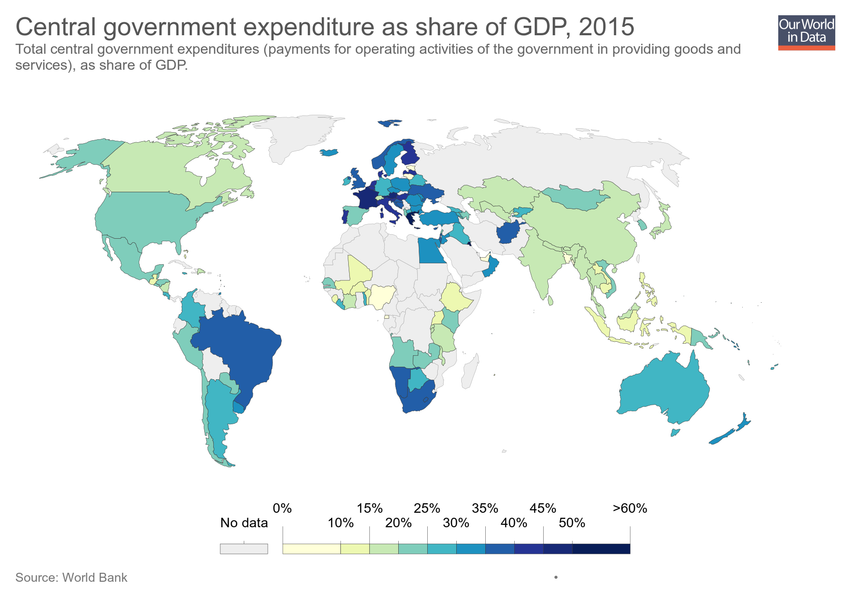 Central government expenditure as share of GDP, 2015
Total central government expenditures (payments for operating activities of the government in providing goods and
services), as share of GDP.
Our World
in Data
0% 15% 25% 35% 45% >60%
No data 10% 20% 30% 40% 50%
Source: World Bank